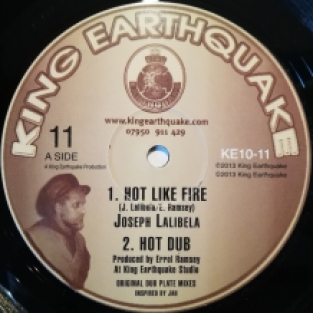 KING EARTHQUAKE
www.kingearthquake.com
07950 911 429
11
A SIDE
A King Earthquake Production
KE10-11
©2013 King Earthquake
©2013 King Earthquake
1. HOT LIKE FIRE
(J. Lalibela/E. Ramsey)
JOSEPH LALIBELA
2. HOT DUB
Produced by Errol Ramsey
At King Earthquake Studio
ORIGINAL DUB PLATE MIXES
INSPIRED BY JAH